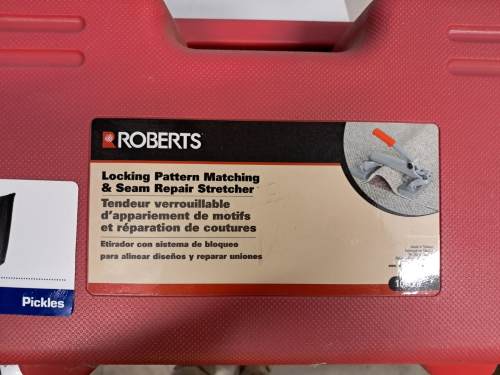 ROBERTS
Locking Pattern Matching
& Seam Repair Stretcher
Tendeur verrouillable
d'appariement de motifs
et réparation de coutures
Etirador con sistema de bloqueo
para alinear diseños y reparar uniones
Pickles